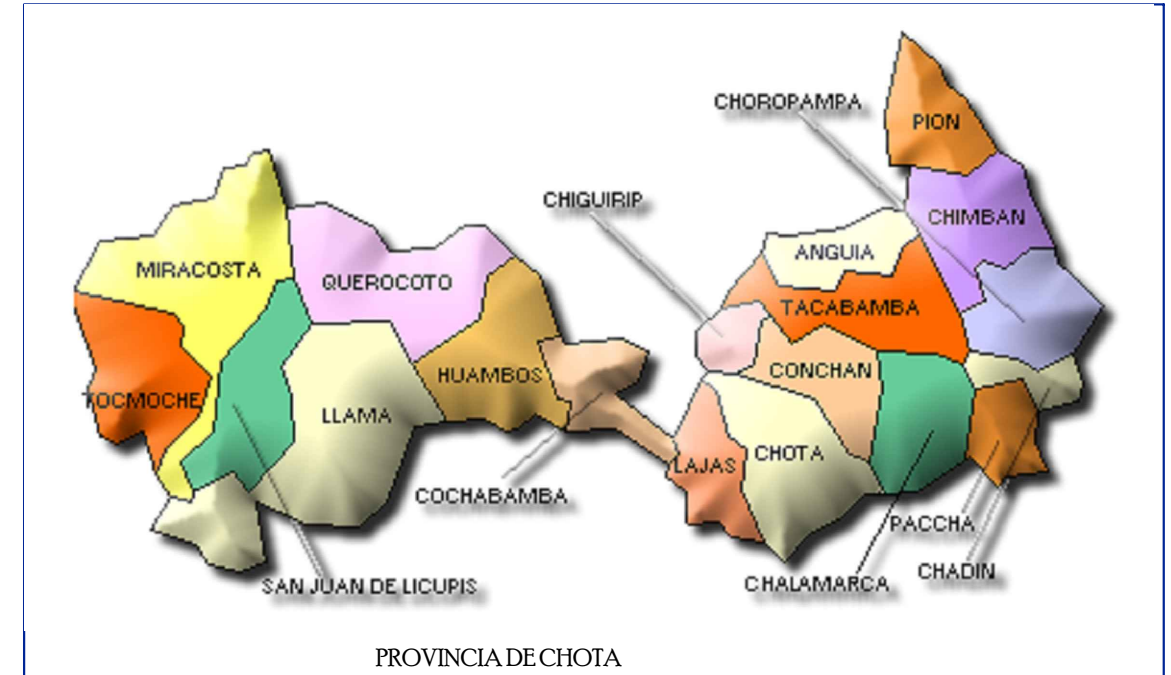 CHOROPAMPA
PION
CHIGUIRIP
CHIMBAN
ANGUIA
MIRACOSTA
QUEROCOTO
TACABAMBA
HUAMBOS
CONCHAN
TOCMOCHE
LLAMA
LAJAS
CHOTA
COCHABAMBA
PACCHA
CHADIN
SAN JUAN DE LICUPIS
CHALAMARCA
PROVINCIA DE CHOTA